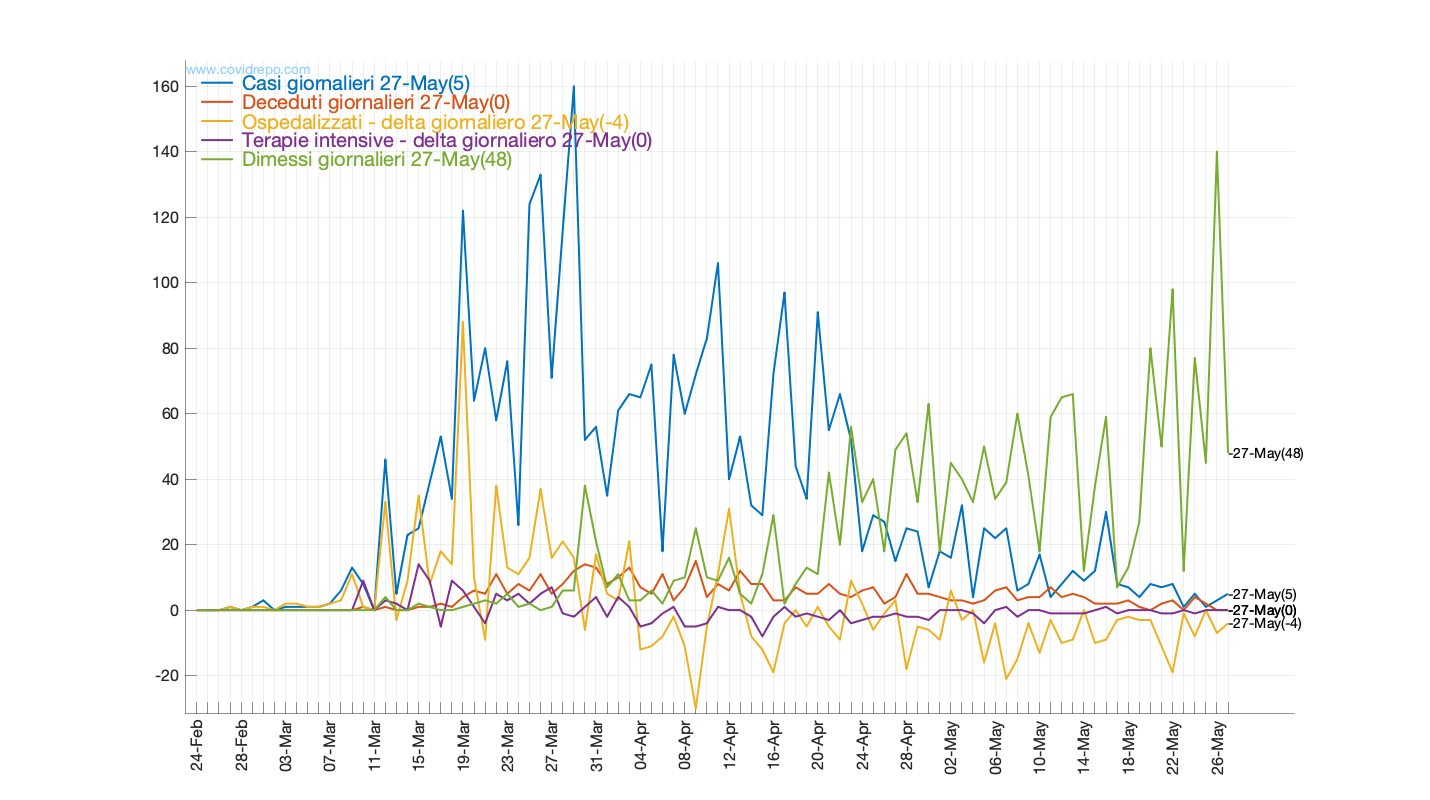 www.covidrepo.com
Casi giornalieri 27-May(5)
Deceduti giornalieri 27-May(0)
Ospedalizzati - delta giornaliero 27-May(-4)
Terapie intensive - delta giornaliero 27-May(0)
Dimessi giornalieri 27-May(48)
160
140
120
100
80
60
40
20
0
-20
-27-May(48)
-27-May(5)
-27-May(0)
-27-May(-4)
24-Feb
28-Feb
03-Mar
07-Mar
11-Mar
15-Mar
19-Mar
23-Mar
27-Mar
31-Mar
04-Apr
08-Apr
12-Apr
16-Apr
20-Apr
24-Apr
28-Apr
02-May
06-May
10-May
14-May
18-May
22-May
26-May